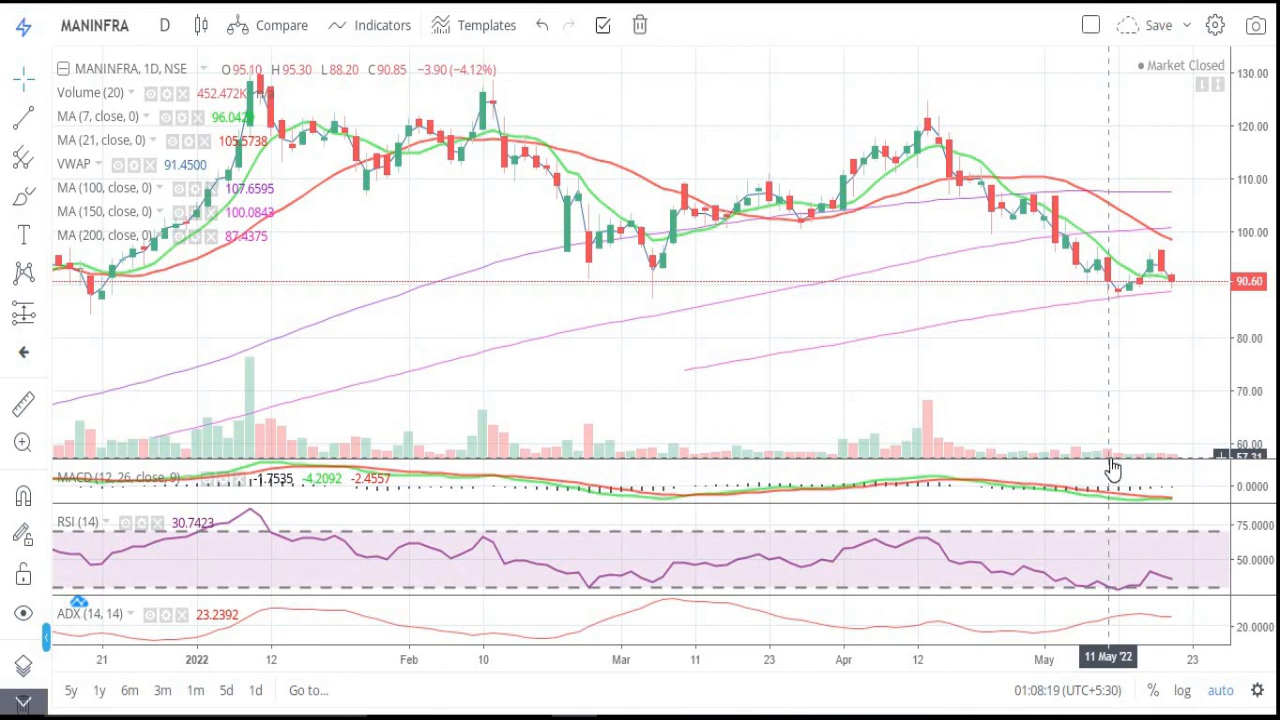 MANINFRA D Compare Indicators Templates Save
MANINFRA, 1D, NSE O95.10 H95.30 L88.20 C90.85 −3.90 (−4.12%)
Market Closed
Volume (20) 452.472K n/a
MA (7, close, 0)
MA (21, close, 0) 105.5738
VWAP 91.4500
MA (100, close, 0) 107.6595
MA (150, close, 0) 100.0843
MA (200, close, 0) 87.4375
130.00
120.00
110.00
100.00
90.60
80.00
70.00
60.00
57.31
MACD (12, 26, close, 9) -1.7535 -4.2092 -2.4557
0.0000
RSI (14) 30.7423
75.0000
50.0000
ADX (14, 14) 23.2392
20.0000
21 2022 12 Feb 10 Mar 11 23 Apr 12 May 11 May '22 23
5y 1y 6m 3m 1m 5d 1d Go to... 01:08:19 (UTC+5:30) % log auto